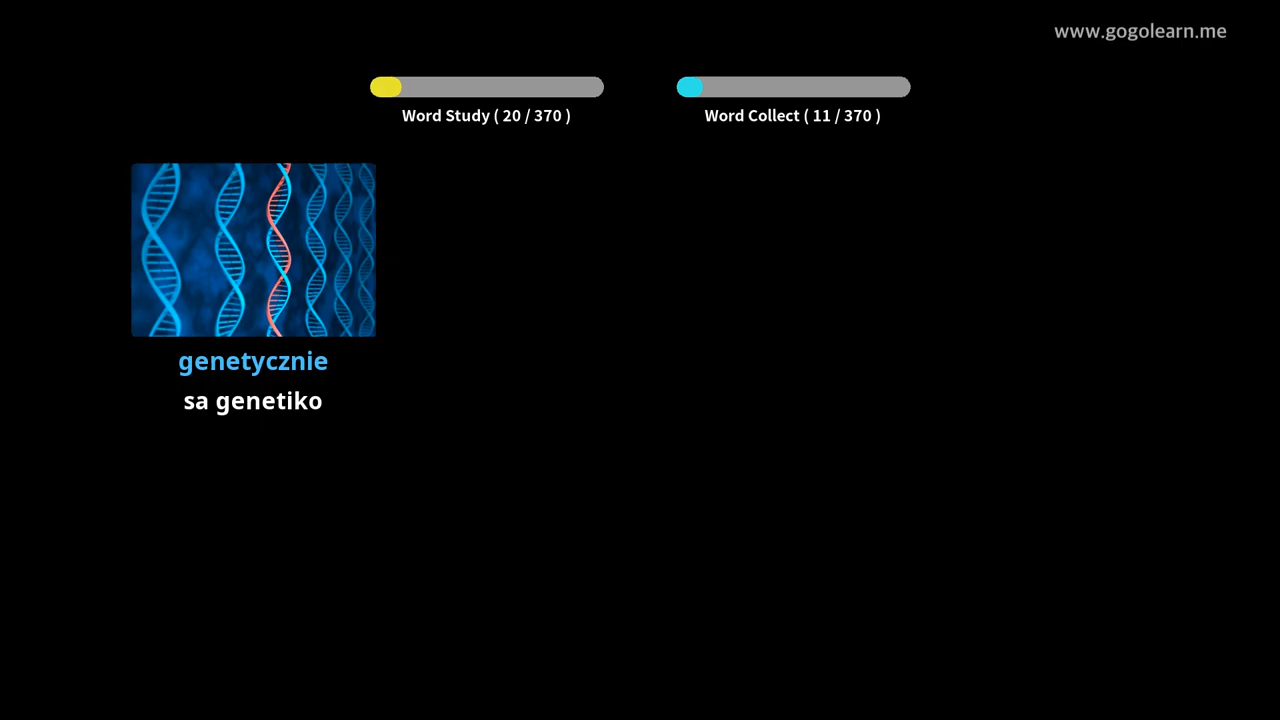 www.gogolearn.me
Word Study ( 20 / 370 )
Word Collect ( 11 / 370 )
genetycznie
sa genetiko